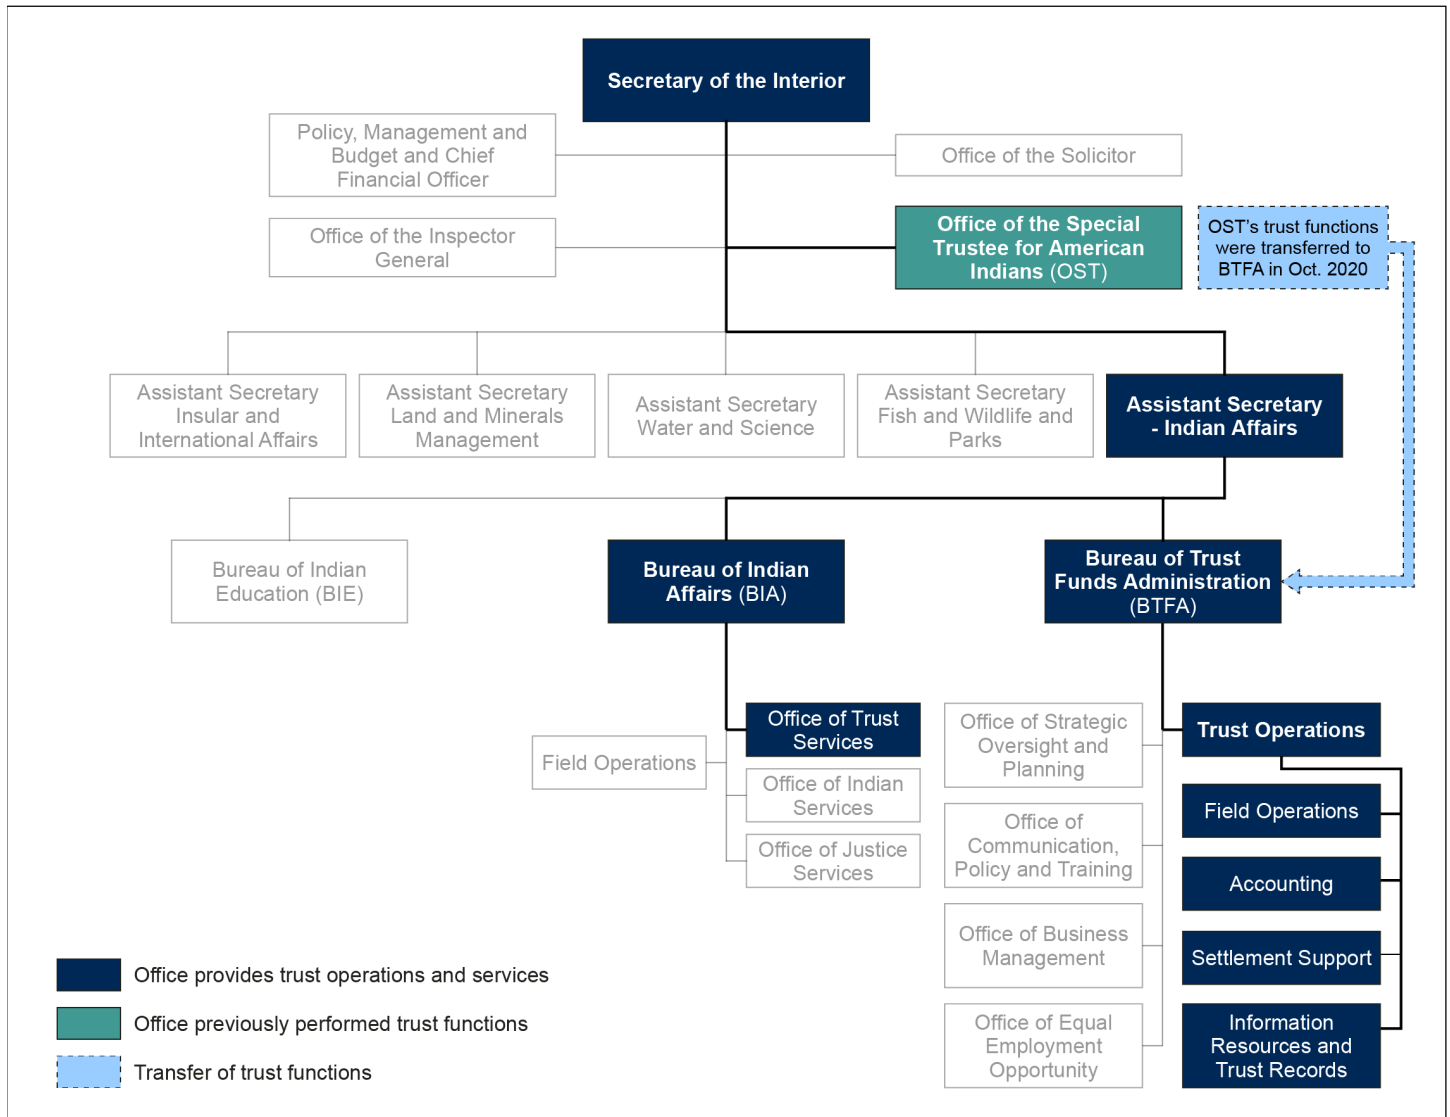 Secretary of the Interior
Policy, Management and
Budget and Chief
Financial Officer
Office of the Solicitor
Office of the Inspector
General
Office of the Special
Trustee for American
Indians (OST)
OST’s trust functions
were transferred to
BTFA in Oct. 2020
Assistant Secretary
Insular and
International Affairs
Assistant Secretary
Land and Minerals
Management
Assistant Secretary
Water and Science
Assistant Secretary
Fish and Wildlife and
Parks
Assistant Secretary
- Indian Affairs
Bureau of Indian
Education (BIE)
Bureau of Indian
Affairs (BIA)
Bureau of Trust
Funds Administration
(BTFA)
Field Operations
Office of Trust
Services
Office of Indian
Services
Office of Justice
Services
Office of Strategic
Oversight and
Planning
Office of
Communication,
Policy and Training
Office of Business
Management
Office of Equal
Employment
Opportunity
Trust Operations
Field Operations
Accounting
Settlement Support
Information
Resources and
Trust Records
Office provides trust operations and services
Office previously performed trust functions
Transfer of trust functions